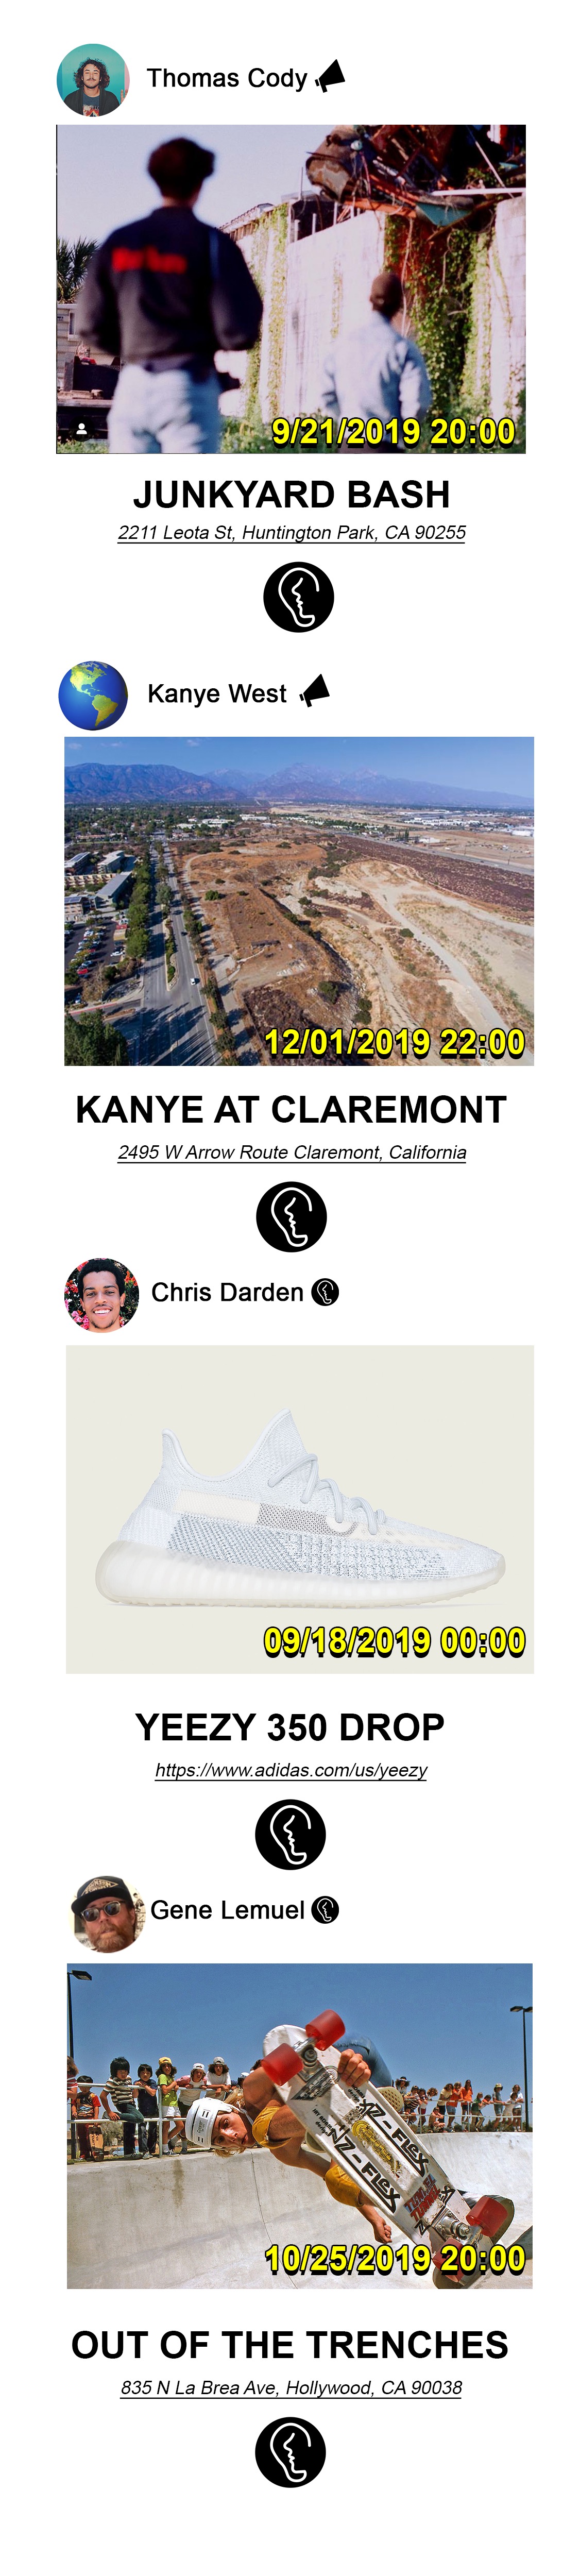 Thomas Cody
9/21/2019 20:00
JUNKYARD BASH
2211 Leota St, Huntington Park, CA 90255
Kanye West
12/01/2019 22:00
KANYE AT CLAREMONT
2495 W Arrow Route Claremont, California
Chris Darden
09/18/2019 00:00
YEEZY 350 DROP
https://www.adidas.com/us/yeezy
Gene Lemuel
Z-FLEX
Z-FLEX
10/25/2019 20:00
OUT OF THE TRENCHES
835 N La Brea Ave, Hollywood, CA 90038